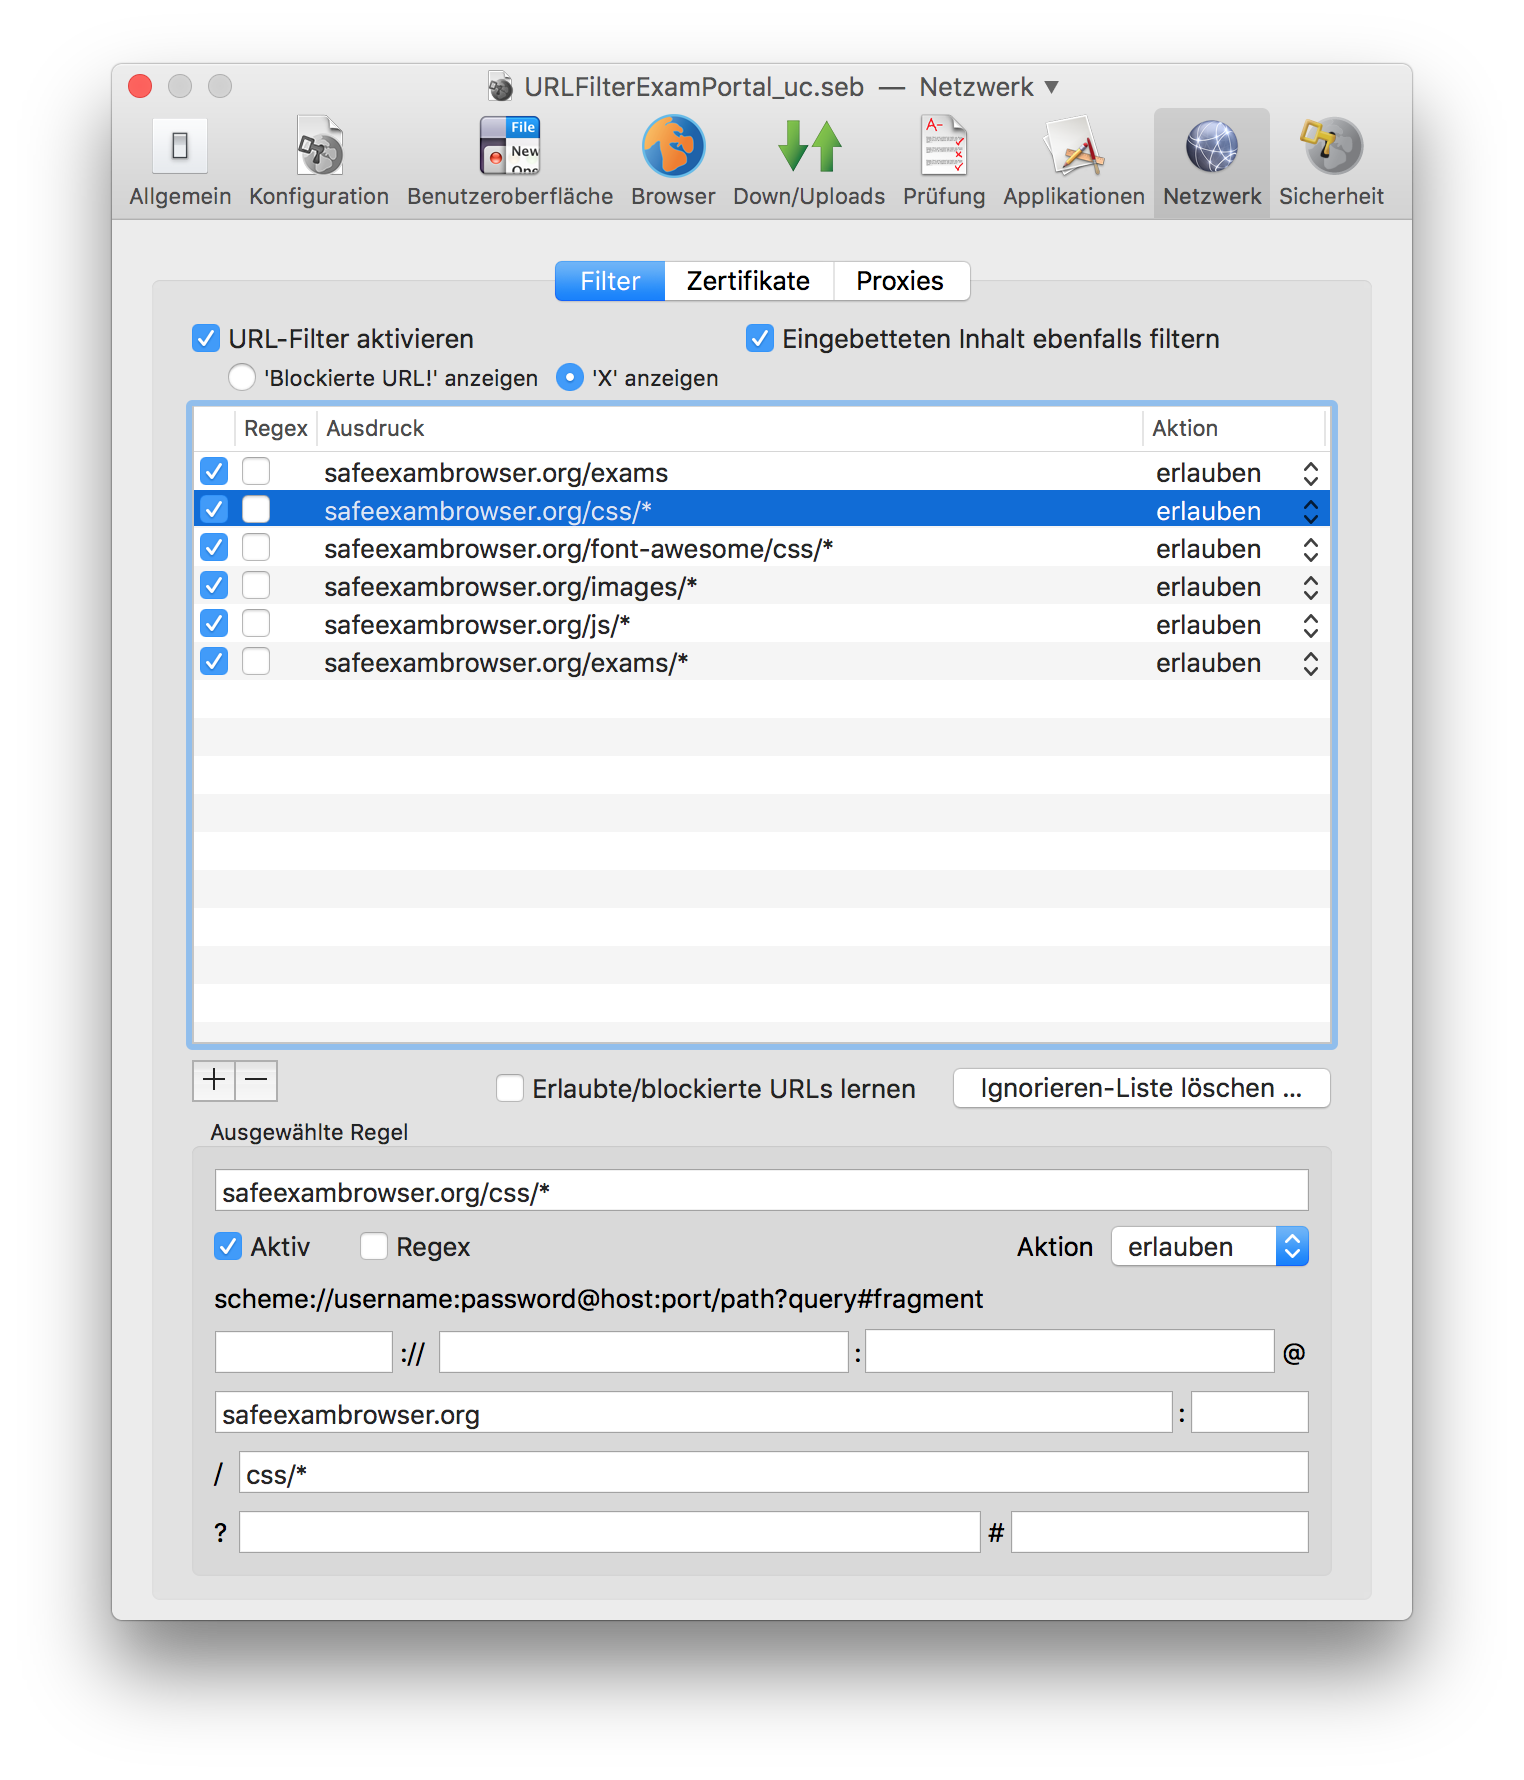 URLFilterExamPortal_uc.seb — Netzwerk ▼
File
New
A-
Allgemein Konfiguration Benutzeroberfläche Browser Down/Uploads Prüfung Applikationen Netzwerk Sicherheit
Filter Zertifikate Proxies
URL-Filter aktivieren Eingebetteten Inhalt ebenfalls filtern
'Blockierte URL!' anzeigen 'X' anzeigen
Regex Ausdruck Aktion
safeexambrowser.org/exams erlauben
safeexambrowser.org/css/* erlauben
safeexambrowser.org/font-awesome/css/* erlauben
safeexambrowser.org/images/* erlauben
safeexambrowser.org/js/* erlauben
safeexambrowser.org/exams/* erlauben
+ −
Erlaubte/blockierte URLs lernen Ignorieren-Liste löschen ...
Ausgewählte Regel
safeexambrowser.org/css/*
Aktiv Regex Aktion erlauben
scheme://username:password@host:port/path?query#fragment
:// : @
safeexambrowser.org :
/ css/*
? #